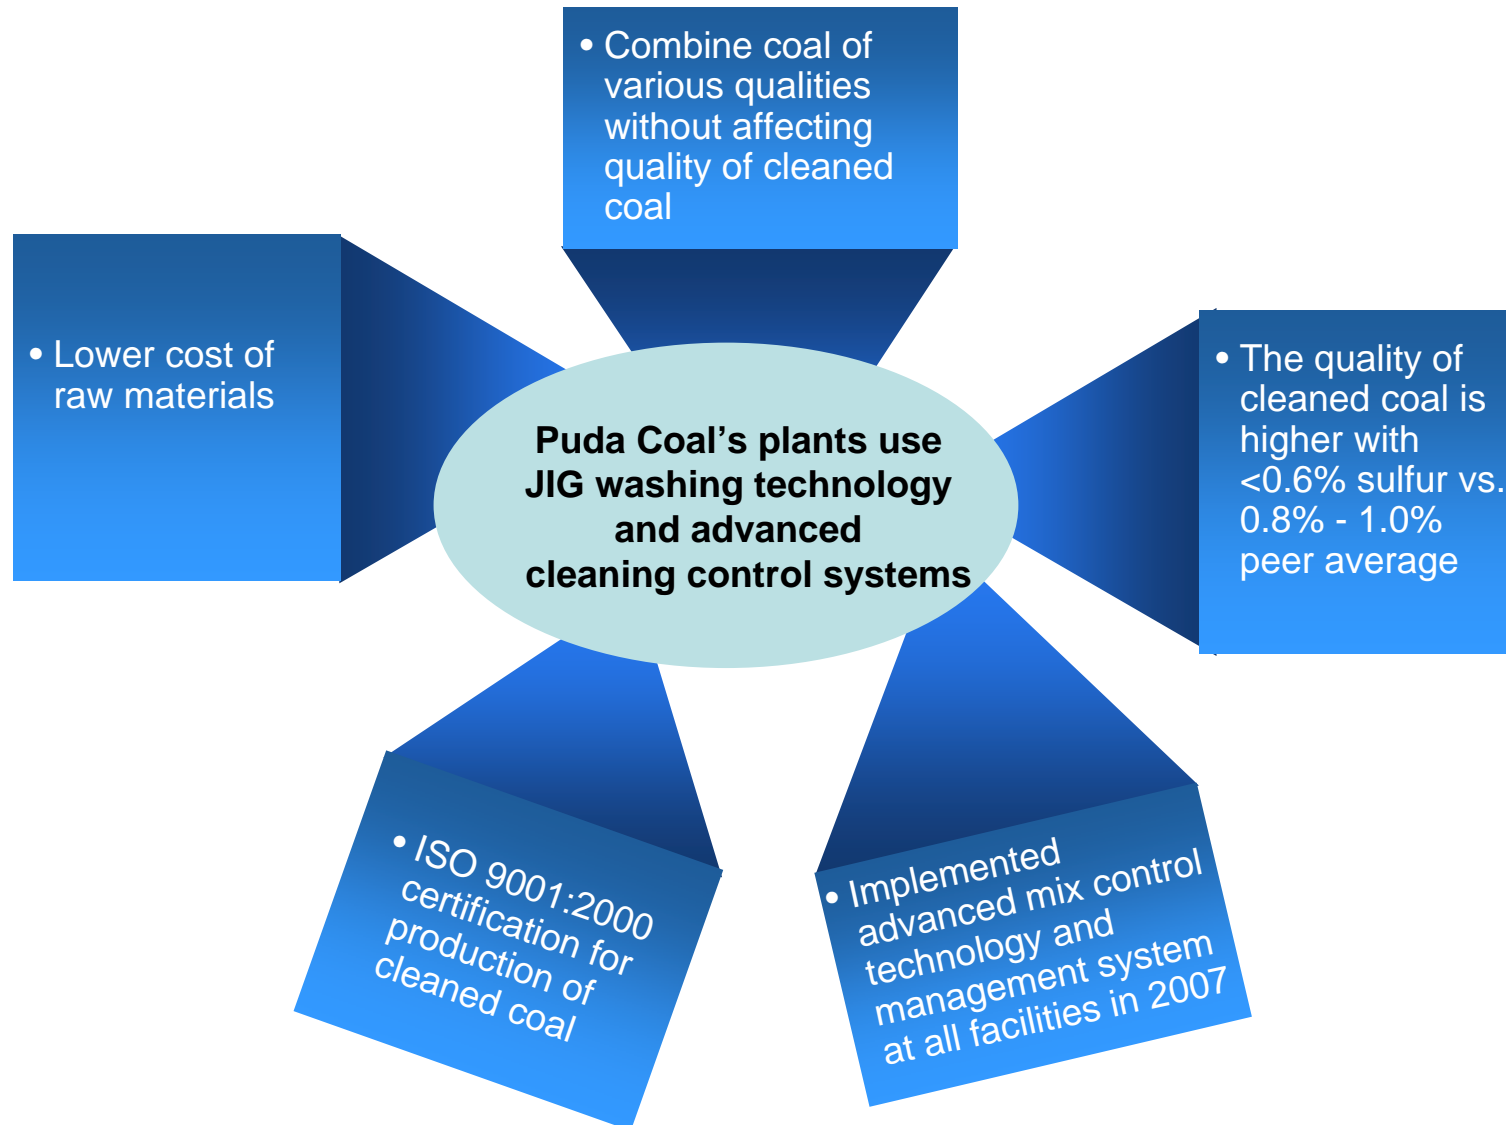 • Combine coal of
various qualities
without affecting
quality of cleaned
coal
• Lower cost of
raw materials
Puda Coal’s plants use
JIG washing technology
and advanced
cleaning control systems
• The quality of
cleaned coal is
higher with
<0.6% sulfur vs.
0.8% - 1.0%
peer average
• ISO 9001:2000
certification for
production of
cleaned coal
• Implemented
advanced mix control
technology and
management system
at all facilities in 2007